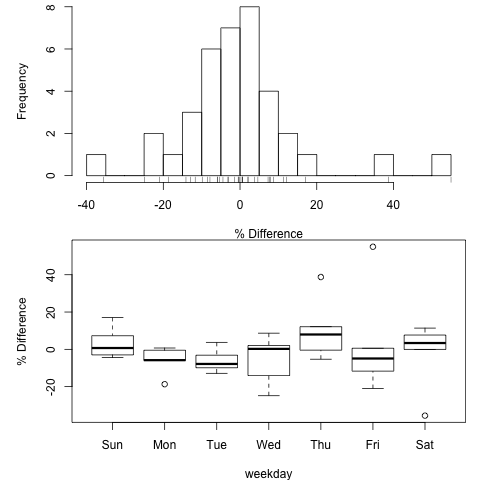 Frequency
0 2 4 6 8
-40 -20 0 20 40
% Difference
% Difference
-20 0 20 40
Sun Mon Tue Wed Thu Fri Sat
weekday